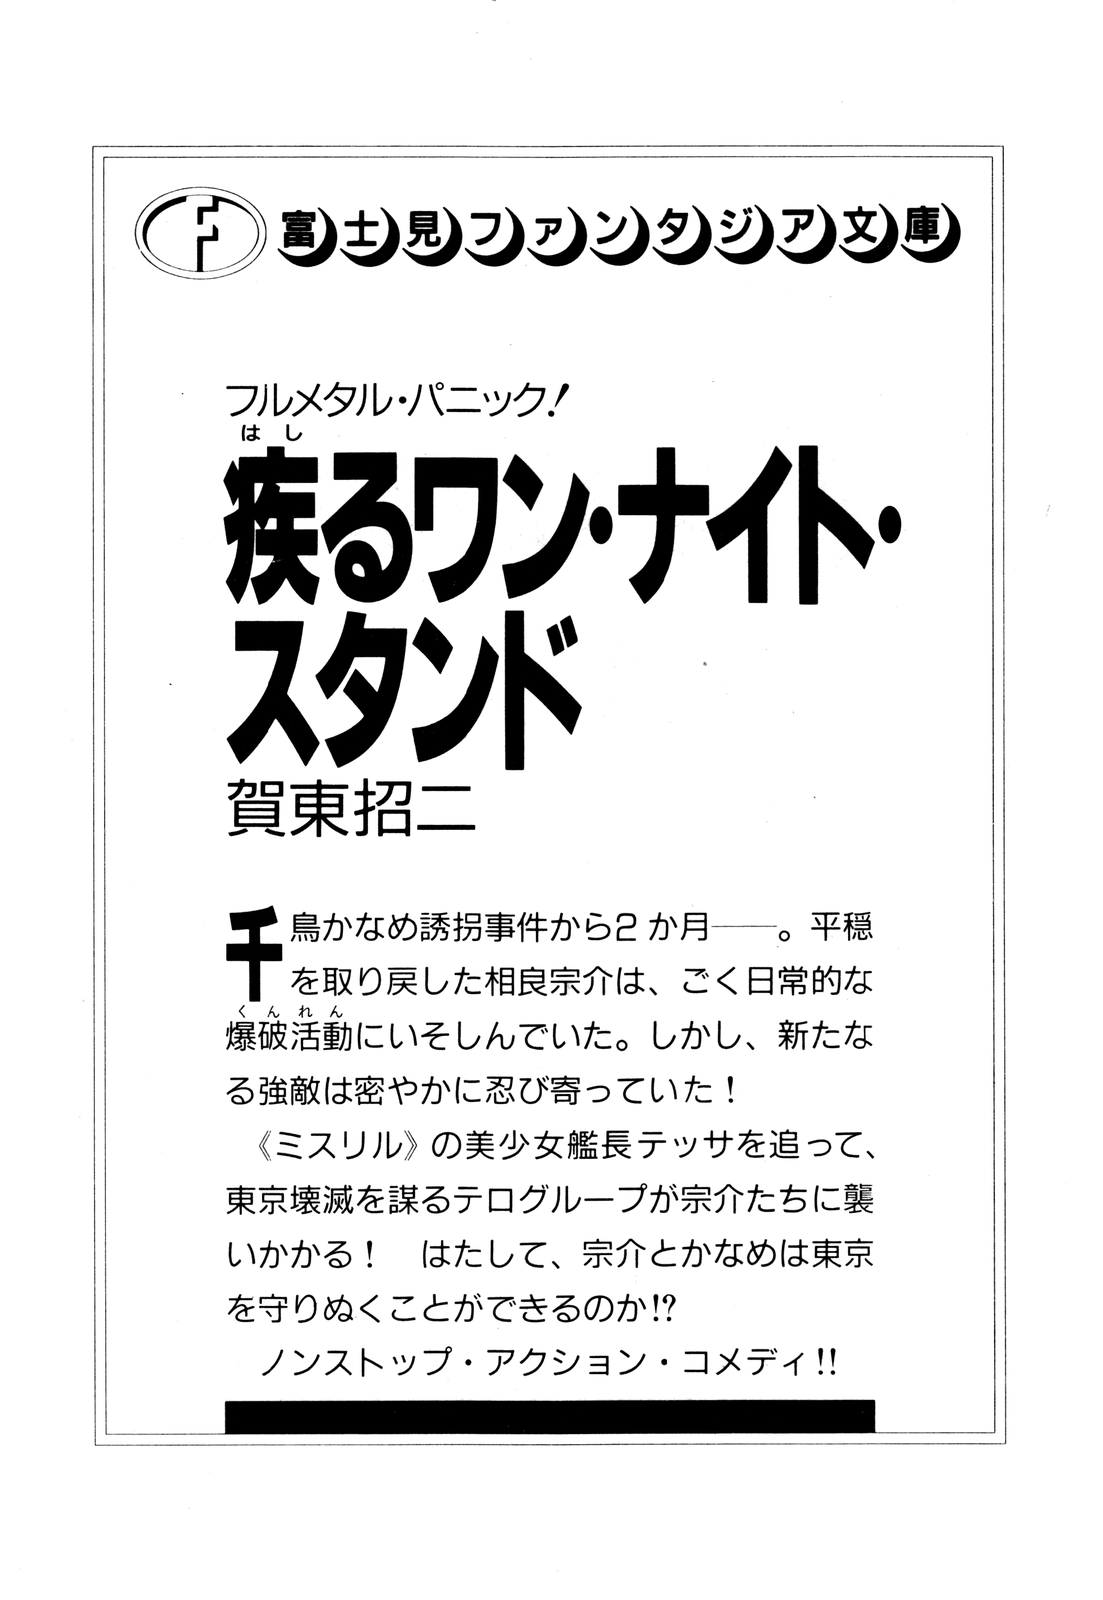 富士見ファンタジア文庫
フルメタル・パニック!
はし
疾るワン・ナイト・
スタンド
賀東招二
千鳥かなめ誘拐事件から2か月――。平穏
を取り戻した相良宗介は、ごく日常的な
くんれん
爆破活動にいそしんでいた。しかし、新たな
る強敵は密やかに忍び寄っていた!
《ミスリル》の美少女艦長テッサを追って、
東京壊滅を謀るテログループが宗介たちに襲
いかかる! はたして、宗介とかなめは東京
を守りぬくことができるのか!?
ノンストップ・アクション・コメディ!!